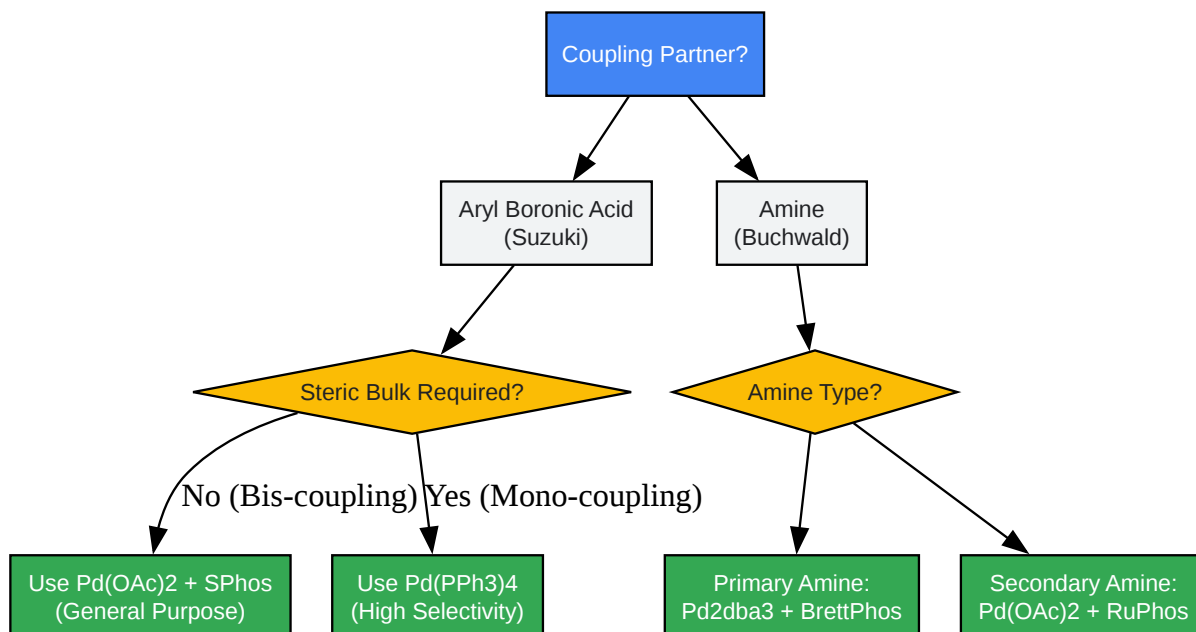 Coupling Partner?
Aryl Boronic Acid
(Suzuki)
Amine
(Buchwald)
Steric Bulk Required?
Amine Type?
No (Bis-coupling)
Yes (Mono-coupling)
Use Pd(OAc)2 + SPhos
(General Purpose)
Use Pd(PPh3)4
(High Selectivity)
Primary Amine:
Pd2dba3 + BrettPhos
Secondary Amine:
Pd(OAc)2 + RuPhos